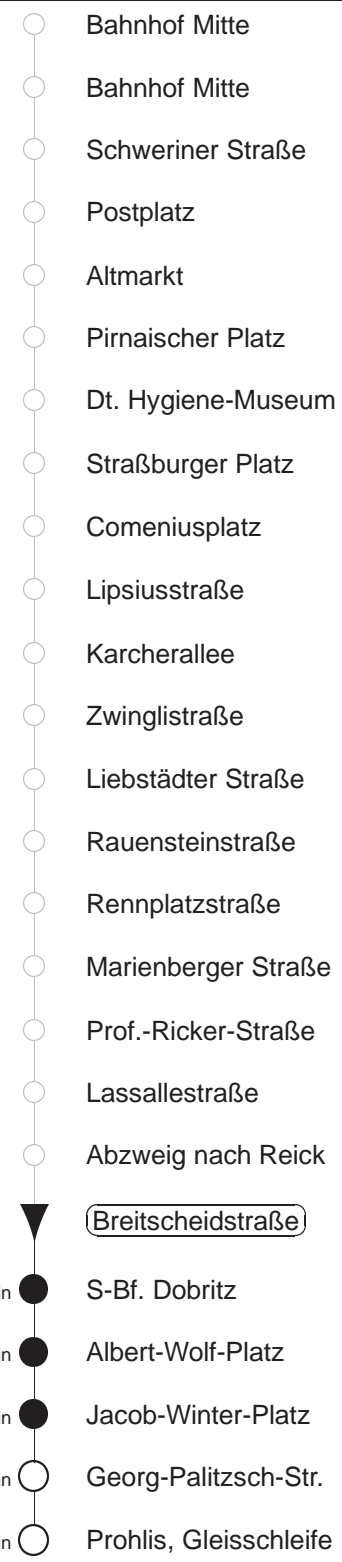 Bahnhof Mitte
Bahnhof Mitte
Schweriner Straße
Postplatz
Altmarkt
Pirnaischer Platz
Dt. Hygiene-Museum
Straßburger Platz
Comeniusplatz
Lipsiusstraße
Karcherallee
Zwinglistraße
Liebstädter Straße
Rauensteinstraße
Rennplatzstraße
Marienberger Straße
Prof.-Ricker-Straße
Lassallestraße
Abzweig nach Reick
Breitscheidstraße
S-Bf. Dobritz
Albert-Wolf-Platz
Jacob-Winter-Platz
Georg-Palitzsch-Str.
Prohlis, Gleisschleife